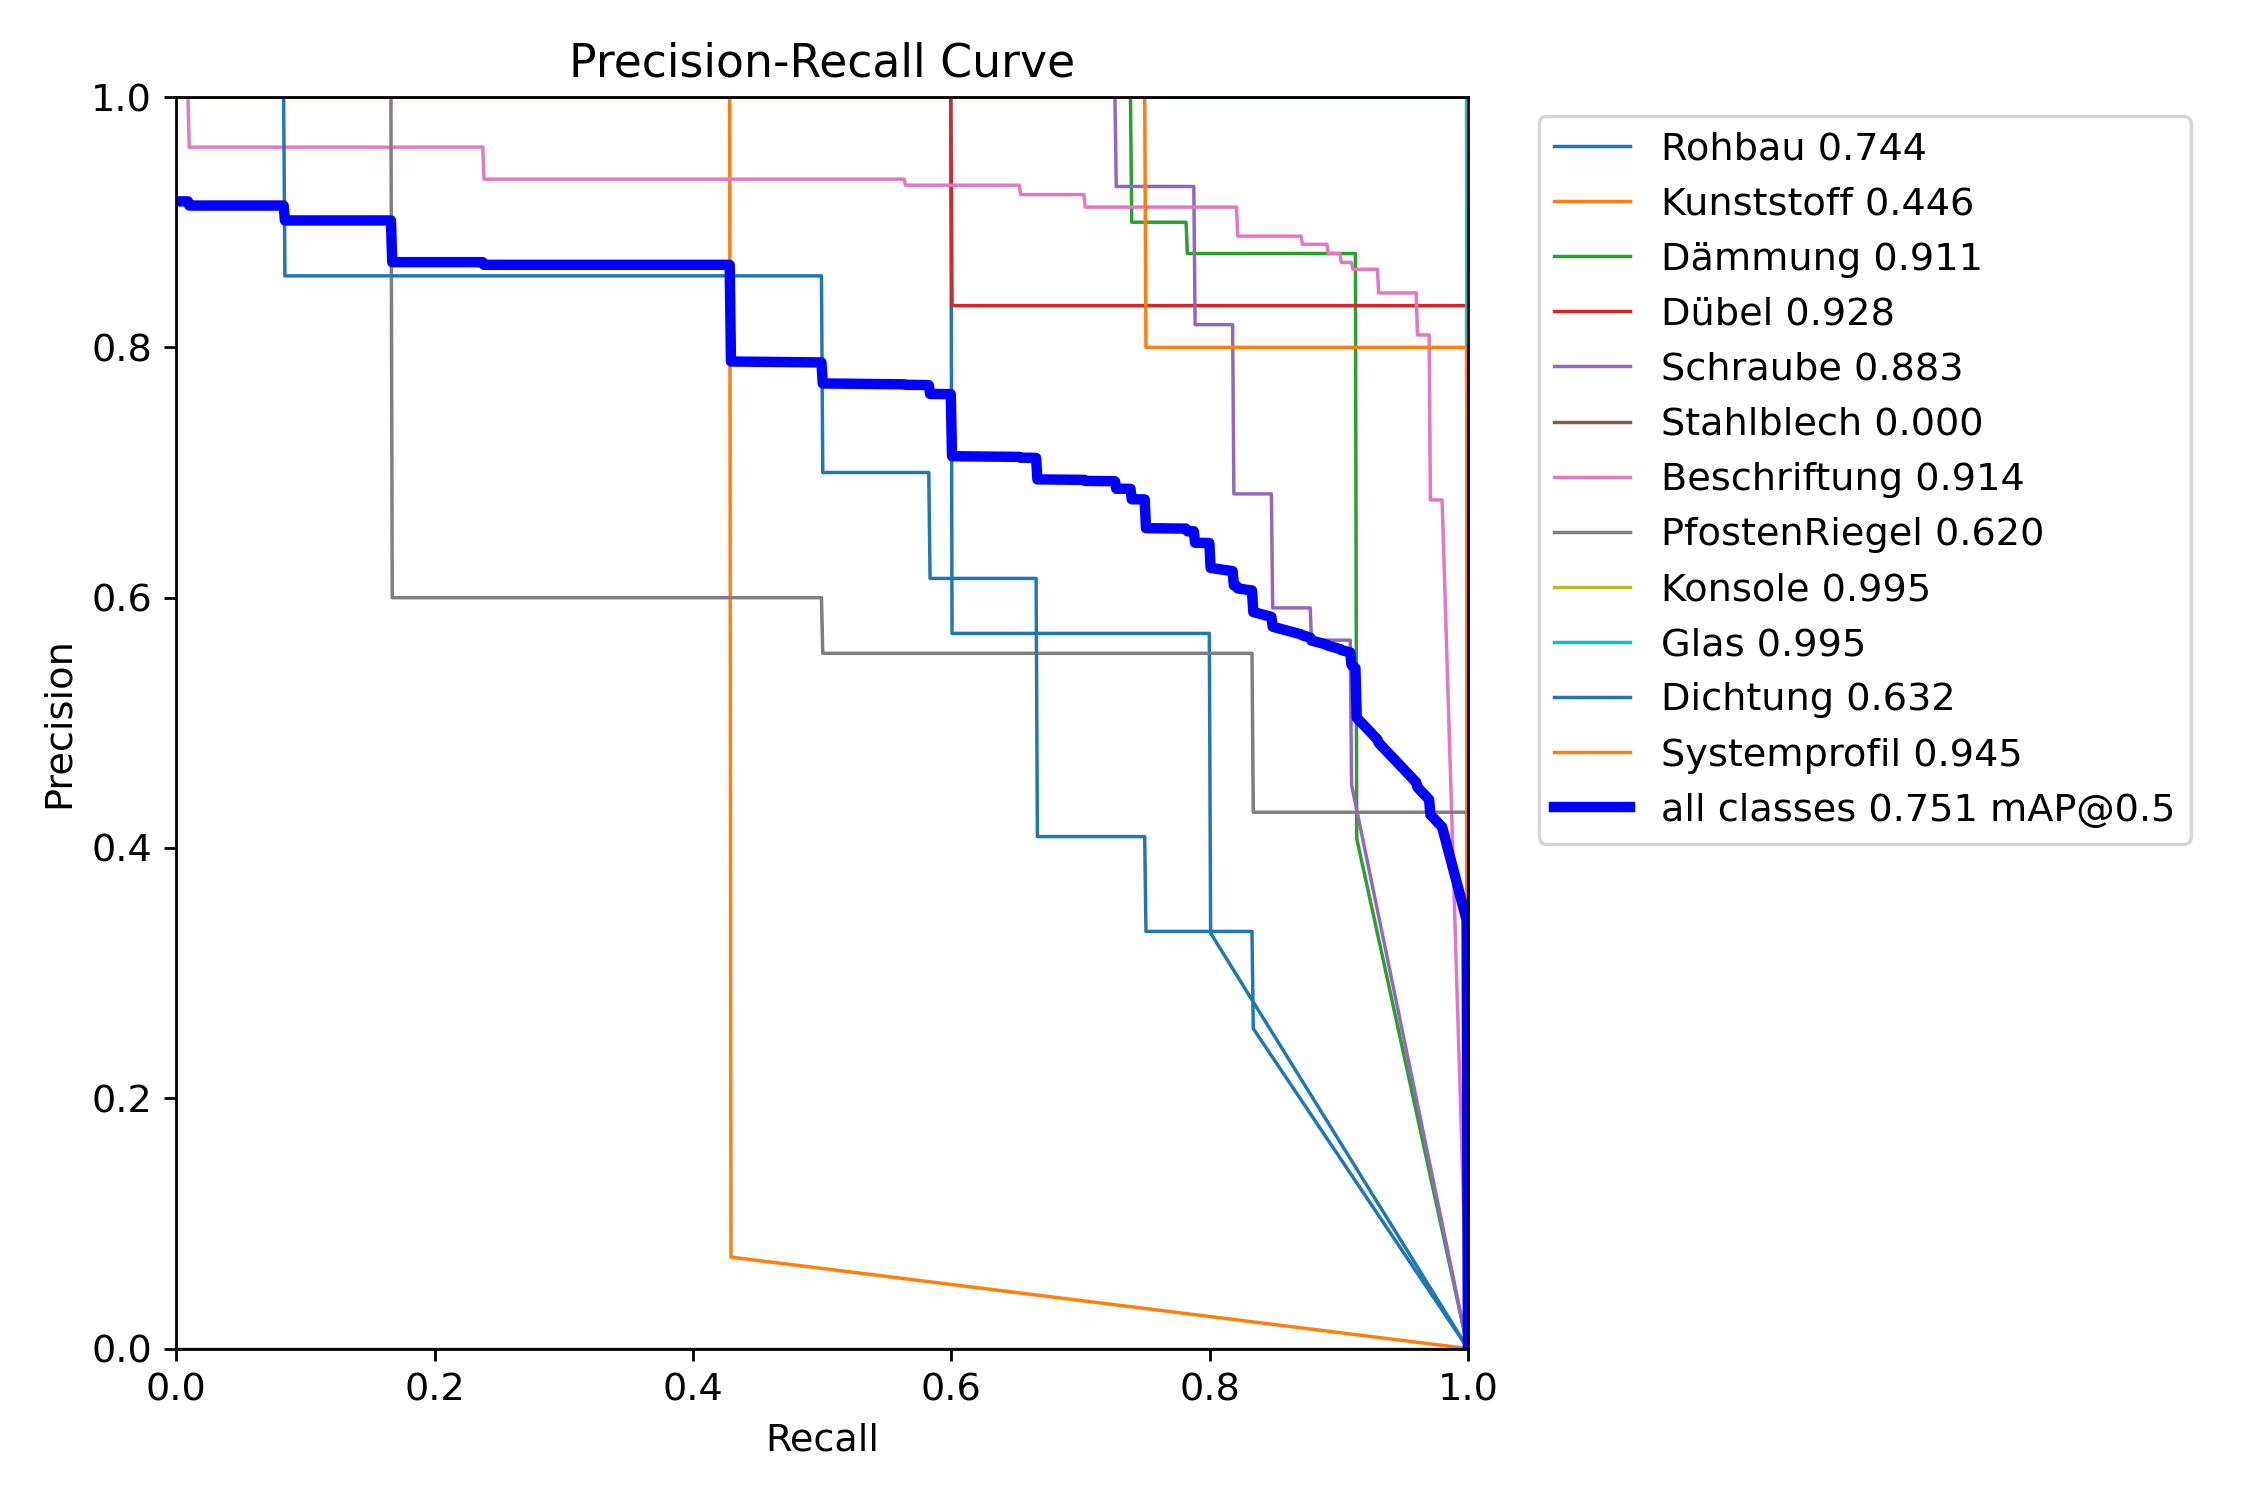 Precision-Recall Curve
1.0
0.8
0.6
0.4
0.2
0.0
Precision
0.0 0.2 0.4 0.6 0.8 1.0
Recall
Rohbau 0.744
Kunststoff 0.446
Dämmung 0.911
Dübel 0.928
Schraube 0.883
Stahlblech 0.000
Beschriftung 0.914
PfostenRiegel 0.620
Konsole 0.995
Glas 0.995
Dichtung 0.632
Systemprofil 0.945
all classes 0.751 mAP@0.5